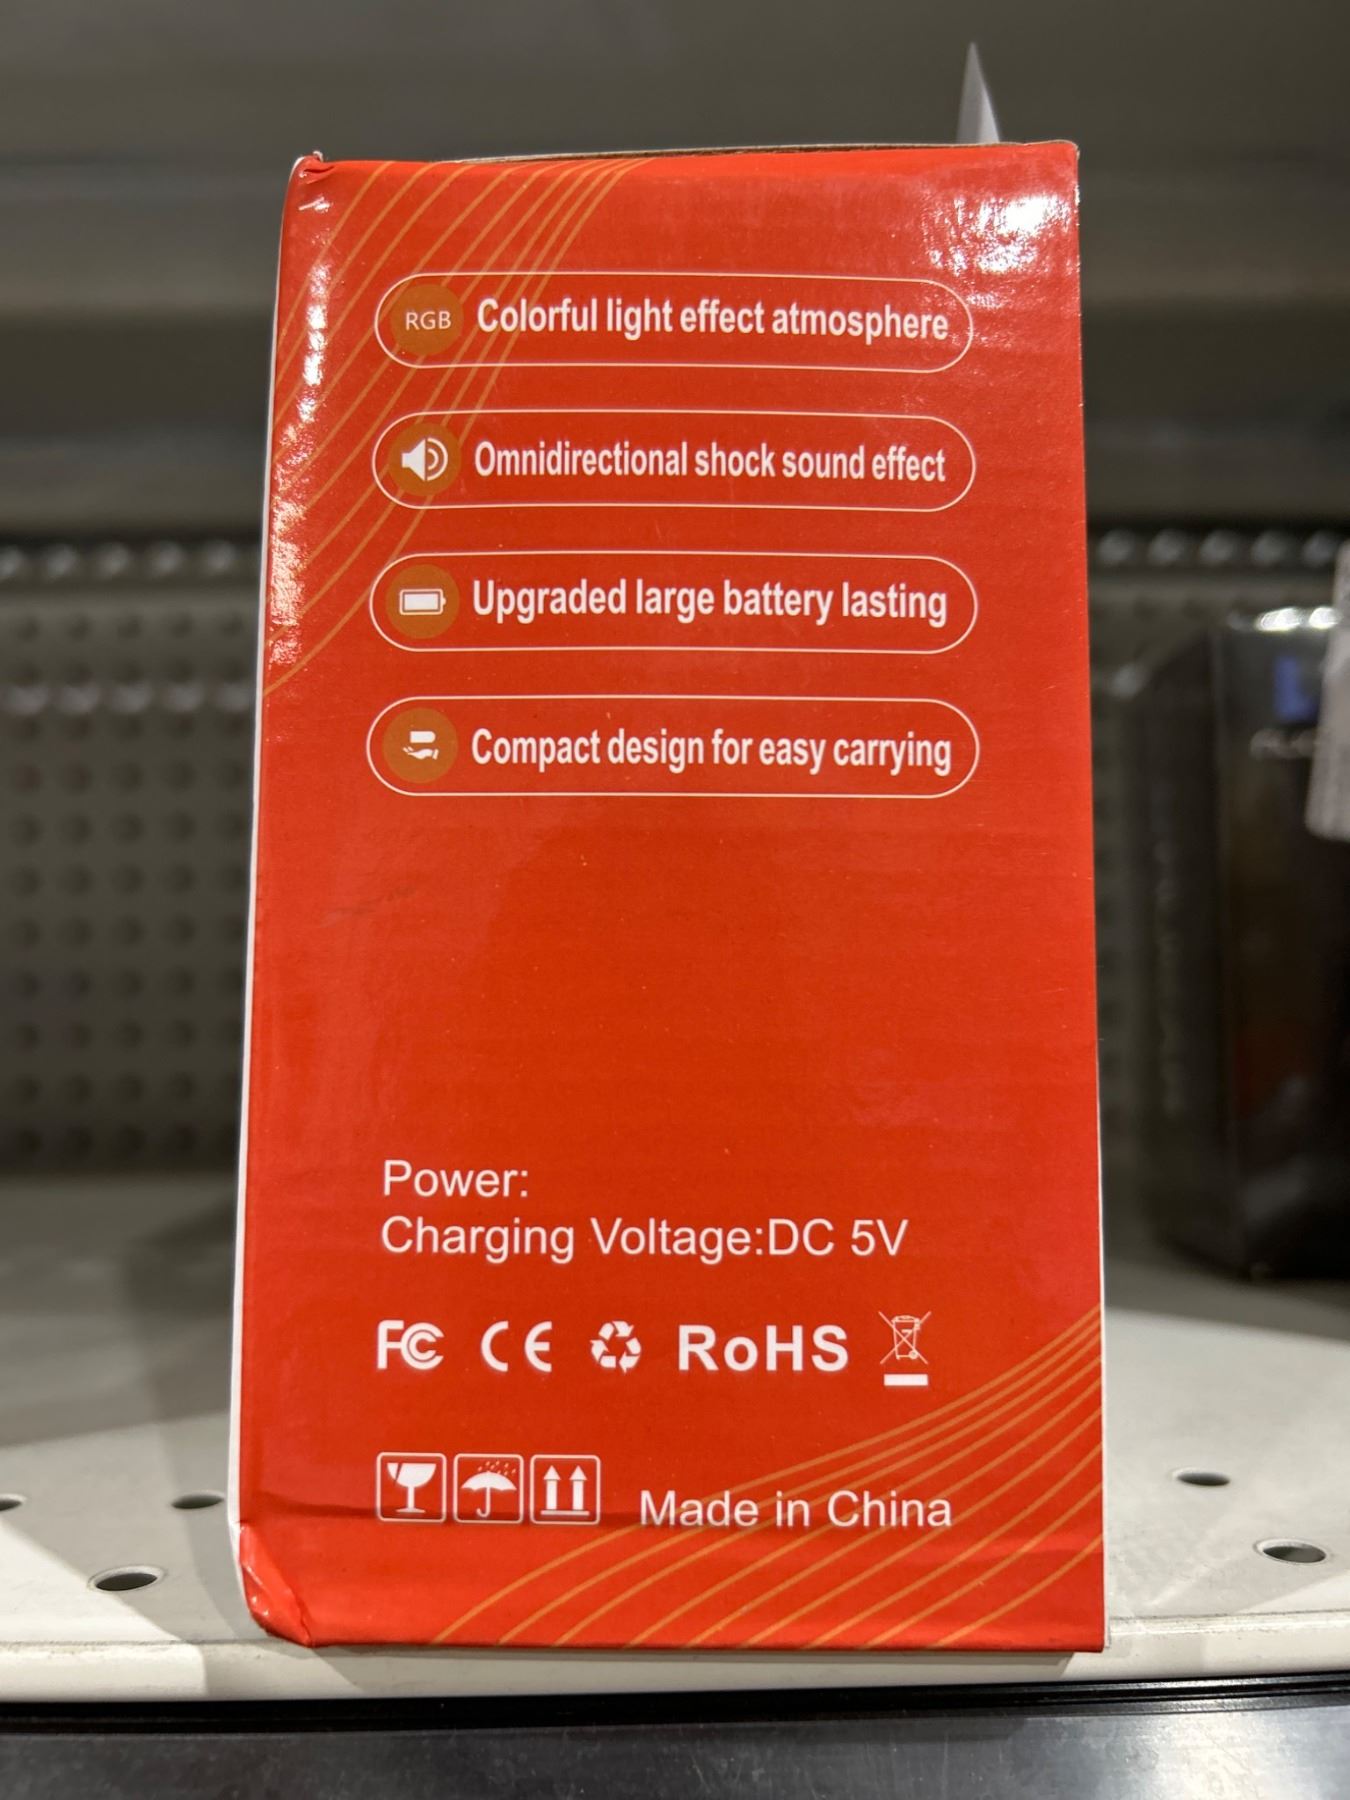 RGB Colorful light effect atmosphere
Omnidirectional shock sound effect
Upgraded large battery lasting
Compact design for easy carrying
Power:
Charging Voltage:DC 5V
FC CE RoHS
Made in China